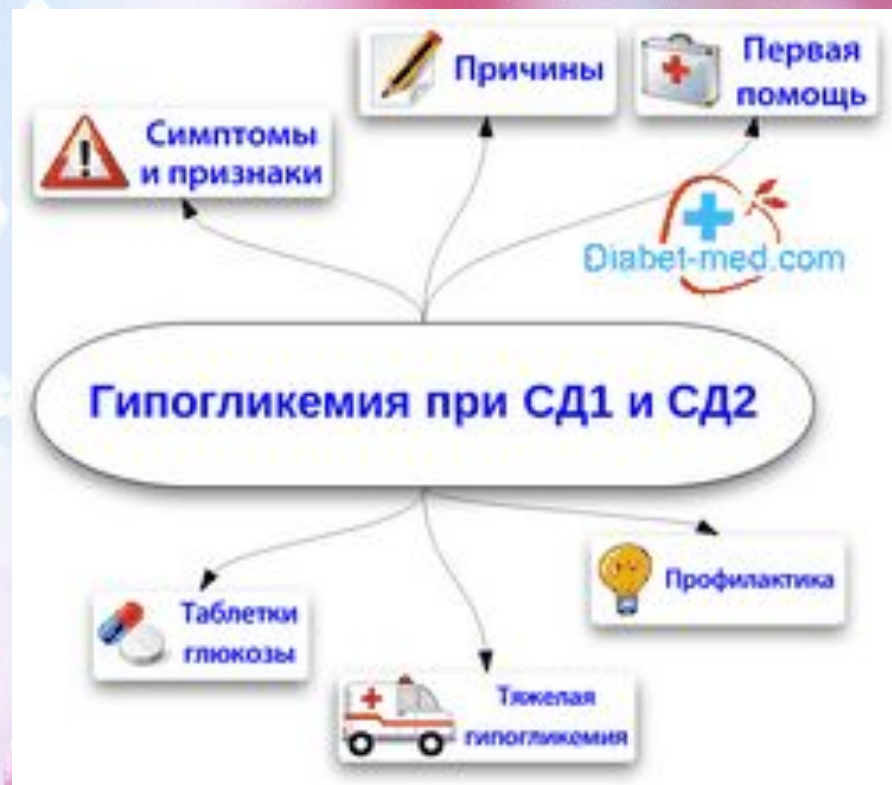 Причины
Первая
помощь
Симптомы
и признаки
Diabet-med.com
Гипогликемия при СД1 и СД2
Профилактика
Таблетки
глюкозы
Тяжелая
гипогликемия